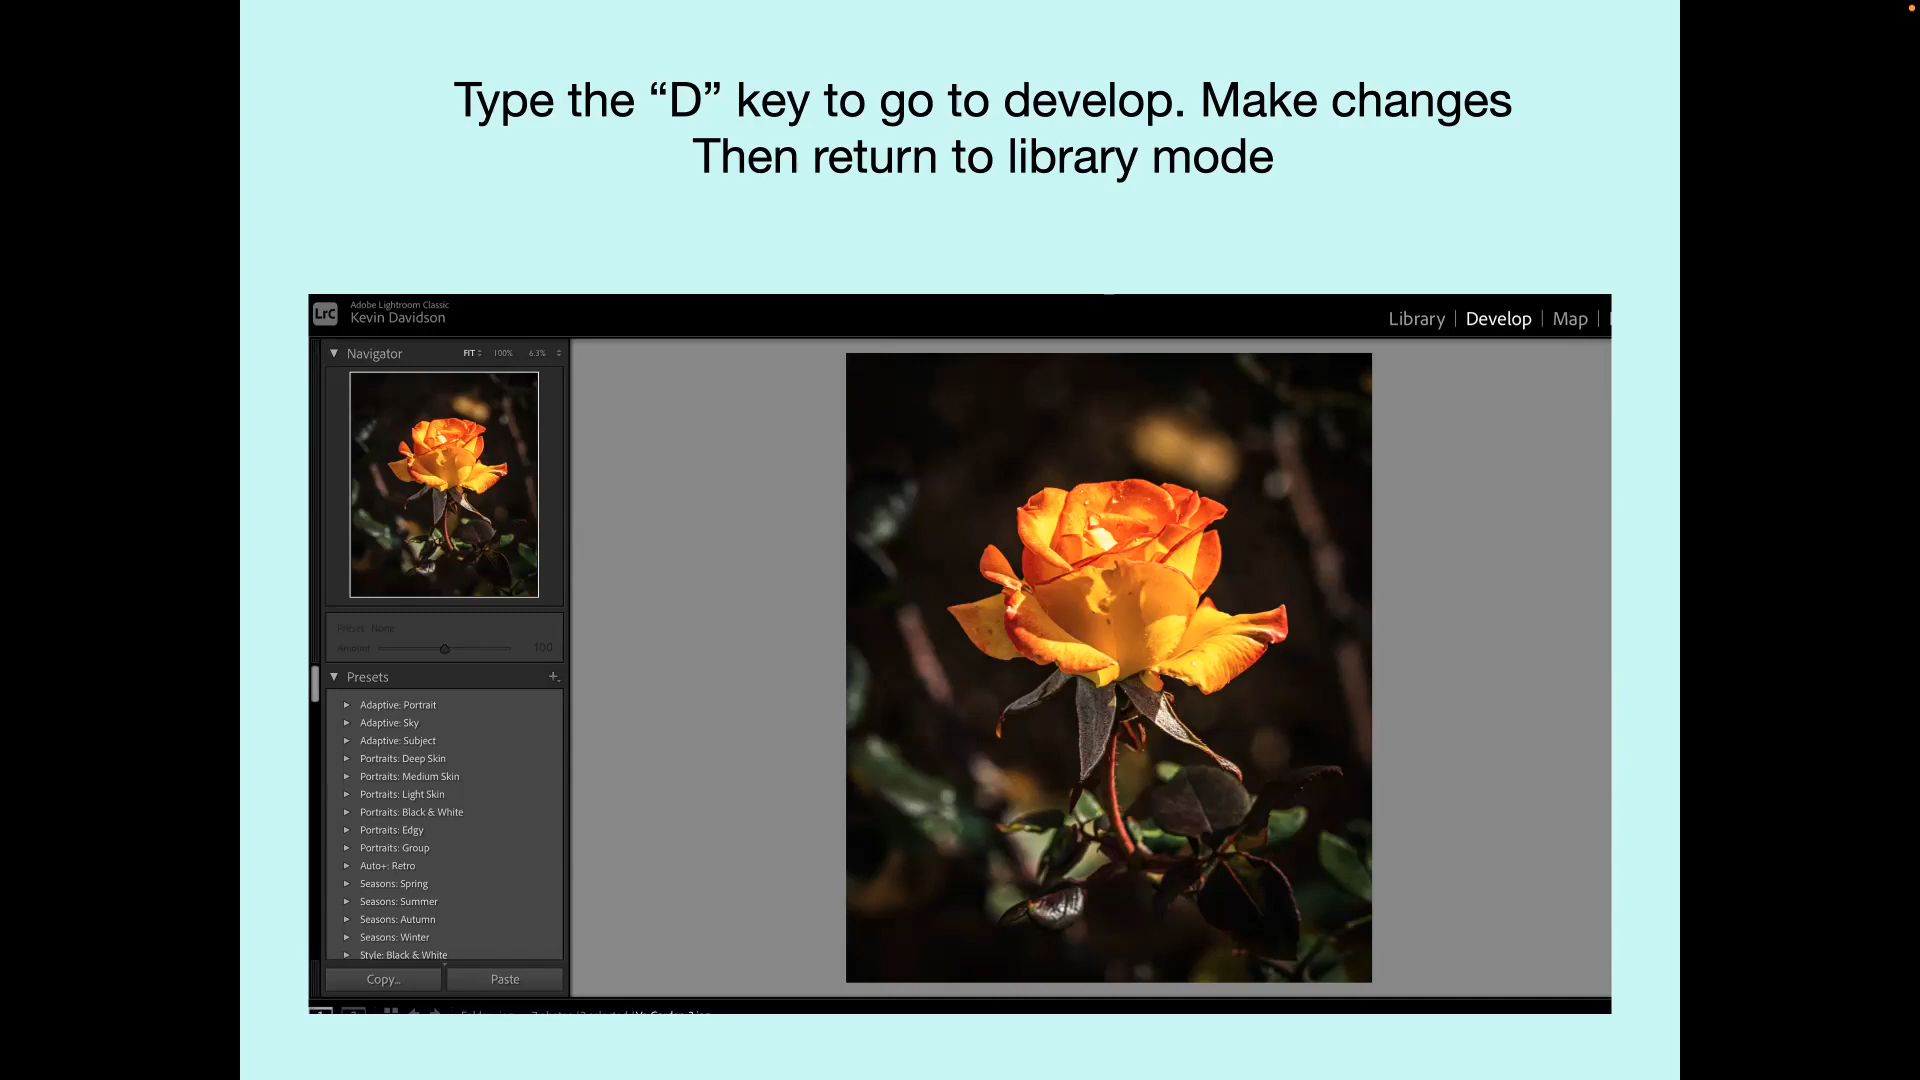 Type the “D” key to go to develop. Make changes
Then return to library mode
LrC
Adobe Lightroom Classic
Kevin Davidson
Library | Develop | Map |
Navigator FIT 100% 6.3%
Preset None
Amount 100
Presets +
Adaptive: Portrait
Adaptive: Sky
Adaptive: Subject
Portraits: Deep Skin
Portraits: Medium Skin
Portraits: Light Skin
Portraits: Black & White
Portraits: Edgy
Portraits: Group
Auto+: Retro
Seasons: Spring
Seasons: Summer
Seasons: Autumn
Seasons: Winter
Style: Black & White
Copy... Paste